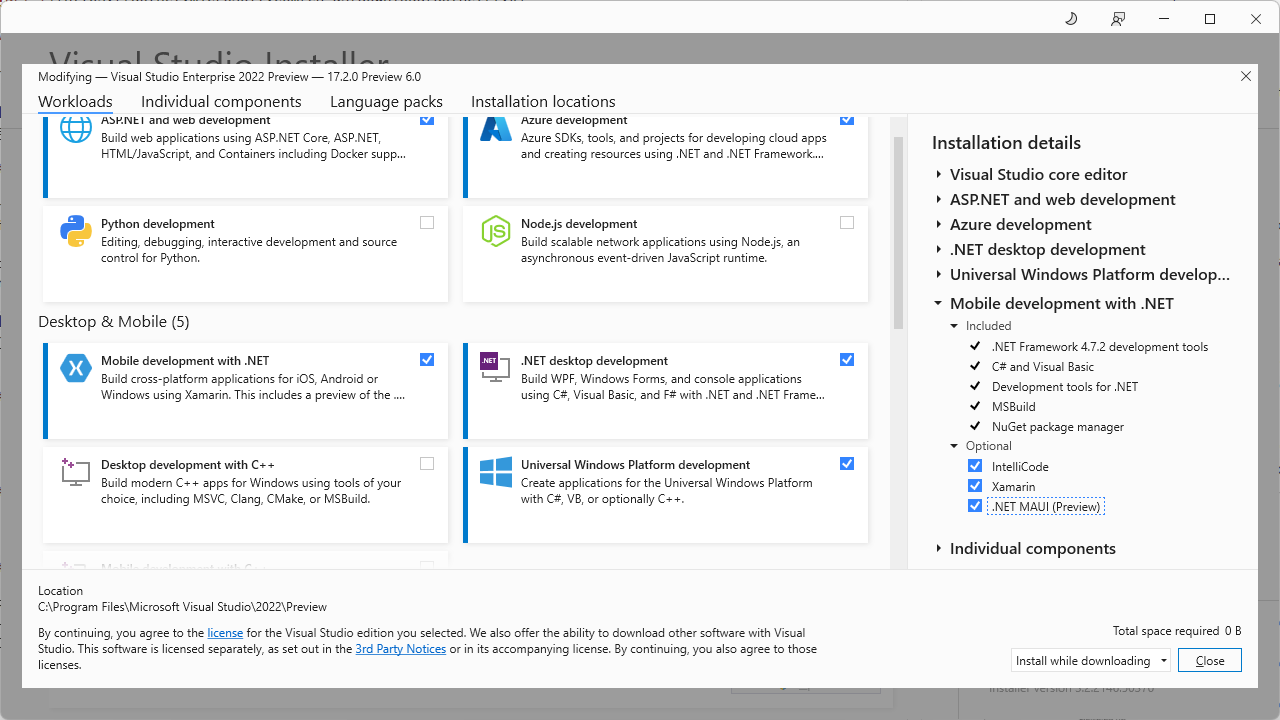 Visual Studio Installer
Modifying — Visual Studio Enterprise 2022 Preview — 17.2.0 Preview 6.0
Workloads
Individual components
Language packs
Installation locations
ASP.NET and web development
Build web applications using ASP.NET Core, ASP.NET,
HTML/JavaScript, and Containers including Docker supp...
Azure development
Azure SDKs, tools, and projects for developing cloud apps
and creating resources using .NET and .NET Framework....
Python development
Editing, debugging, interactive development and source
control for Python.
Node.js development
Build scalable network applications using Node.js, an
asynchronous event-driven JavaScript runtime.
Desktop & Mobile (5)
Mobile development with .NET
Build cross-platform applications for iOS, Android or
Windows using Xamarin. This includes a preview of the ....
.NET
.NET desktop development
Build WPF, Windows Forms, and console applications
using C#, Visual Basic, and F# with .NET and .NET Frame...
Desktop development with C++
Build modern C++ apps for Windows using tools of your
choice, including MSVC, Clang, CMake, or MSBuild.
Universal Windows Platform development
Create applications for the Universal Windows Platform
with C#, VB, or optionally C++.
Mobile development with C++
Installation details
Visual Studio core editor
ASP.NET and web development
Azure development
.NET desktop development
Universal Windows Platform develop...
Mobile development with .NET
Included
.NET Framework 4.7.2 development tools
C# and Visual Basic
Development tools for .NET
MSBuild
NuGet package manager
Optional
IntelliCode
Xamarin
.NET MAUI (Preview)
Individual components
Location
C:\Program Files\Microsoft Visual Studio\2022\Preview
By continuing, you agree to the license for the Visual Studio edition you selected. We also offer the ability to download other software with Visual
Studio. This software is licensed separately, as set out in the 3rd Party Notices or in its accompanying license. By continuing, you also agree to those
licenses.
Total space required 0 B
Install while downloading
Close